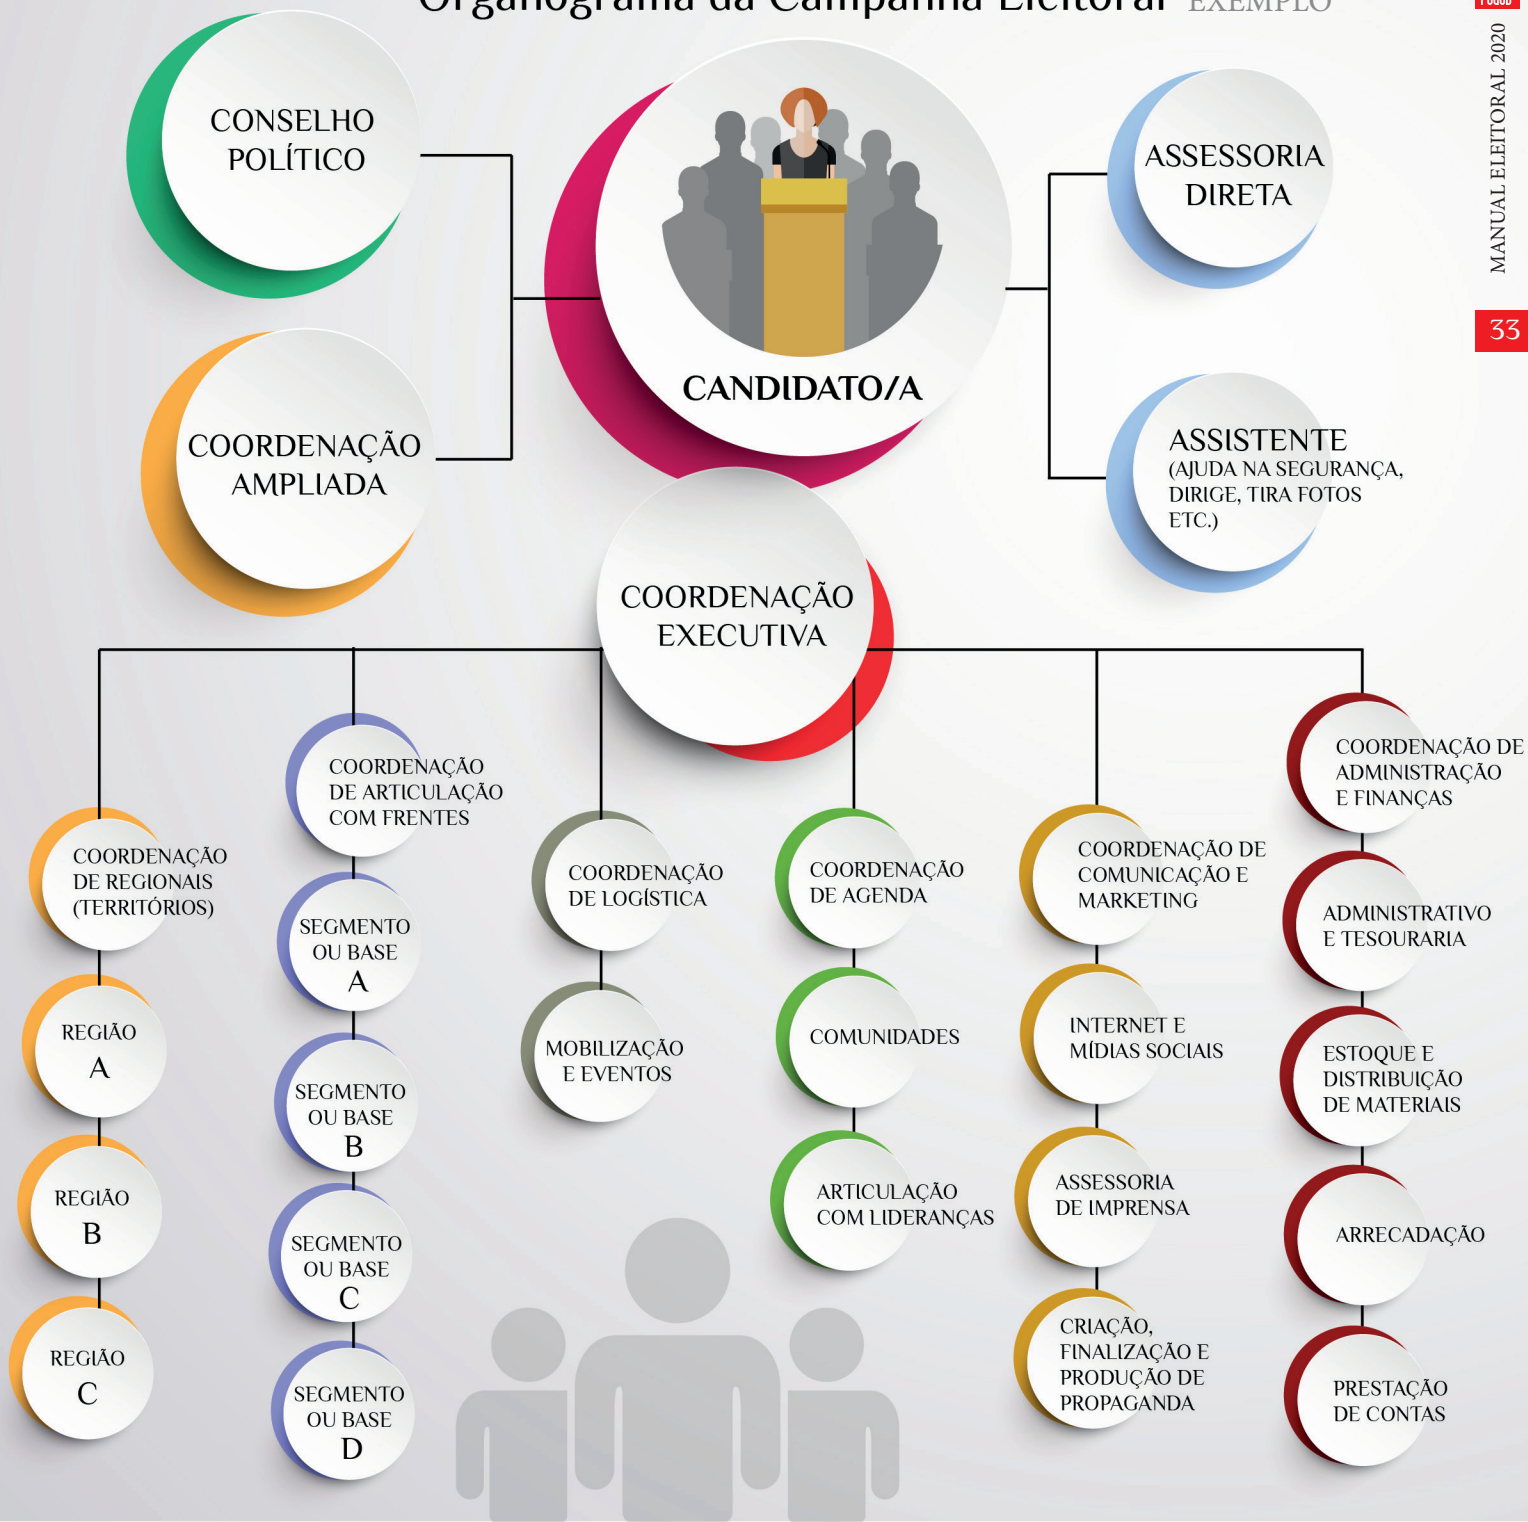 Organograma da Campanha Eleitoral EXEMPLO
MANUAL ELEITORAL 2020
33
CONSELHO
POLÍTICO
CANDIDATO/A
ASSESSORIA
DIRETA
COORDENAÇÃO
AMPLIADA
ASSISTENTE
(AJUDA NA SEGURANÇA,
DIRIGE, TIRA FOTOS
ETC.)
COORDENAÇÃO
EXECUTIVA
COORDENAÇÃO
DE REGIONAIS
(TERRITÓRIOS)
REGIÃO
A
REGIÃO
B
REGIÃO
C
COORDENAÇÃO
DE ARTICULAÇÃO
COM FRENTES
SEGMENTO
OU BASE
A
SEGMENTO
OU BASE
B
SEGMENTO
OU BASE
C
SEGMENTO
OU BASE
D
COORDENAÇÃO
DE LOGÍSTICA
MOBILIZAÇÃO
E EVENTOS
COORDENAÇÃO
DE AGENDA
COMUNIDADES
ARTICULAÇÃO
COM LIDERANÇAS
COORDENAÇÃO DE
COMUNICAÇÃO E
MARKETING
INTERNET E
MÍDIAS SOCIAIS
ASSESSORIA
DE IMPRENSA
CRIAÇÃO,
FINALIZAÇÃO E
PRODUÇÃO DE
PROPAGANDA
COORDENAÇÃO DE
ADMINISTRAÇÃO
E FINANÇAS
ADMINISTRATIVO
E TESOURARIA
ESTOQUE E
DISTRIBUIÇÃO
DE MATERIAIS
ARRECADAÇÃO
PRESTAÇÃO
DE CONTAS